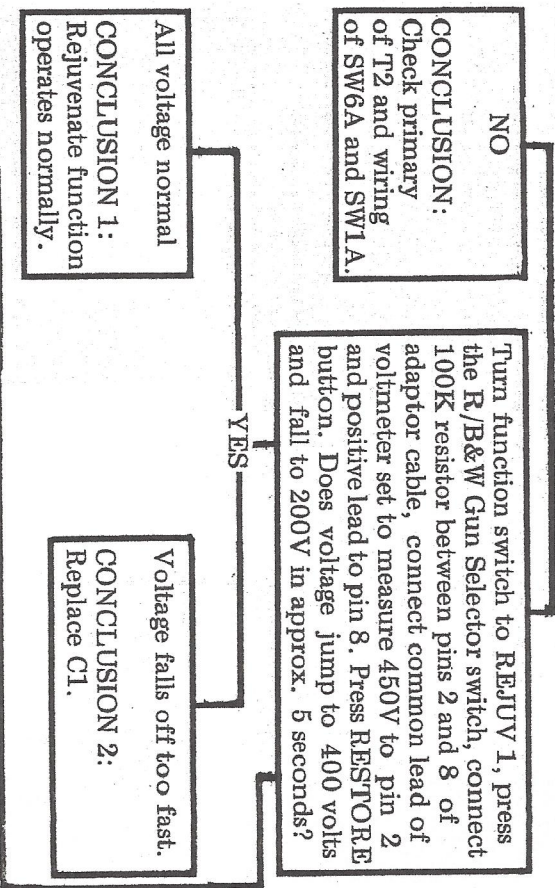 NO
CONCLUSION:
Check primary
of T2 and wiring
of SW6A and SW1A.
Turn function switch to REJUV 1, press
the R/B&W Gun Selector switch, connect
100K resistor between pins 2 and 8 of
adaptor cable, connect common lead of
voltmeter set to measure 450V to pin 2
and positive lead to pin 8. Press RESTORE
button. Does voltage jump to 400 volts
and fall to 200V in approx. 5 seconds?
YES
All voltage normal
CONCLUSION 1:
Rejuvenate function
operates normally.
Voltage falls off too fast.
CONCLUSION 2:
Replace C1.